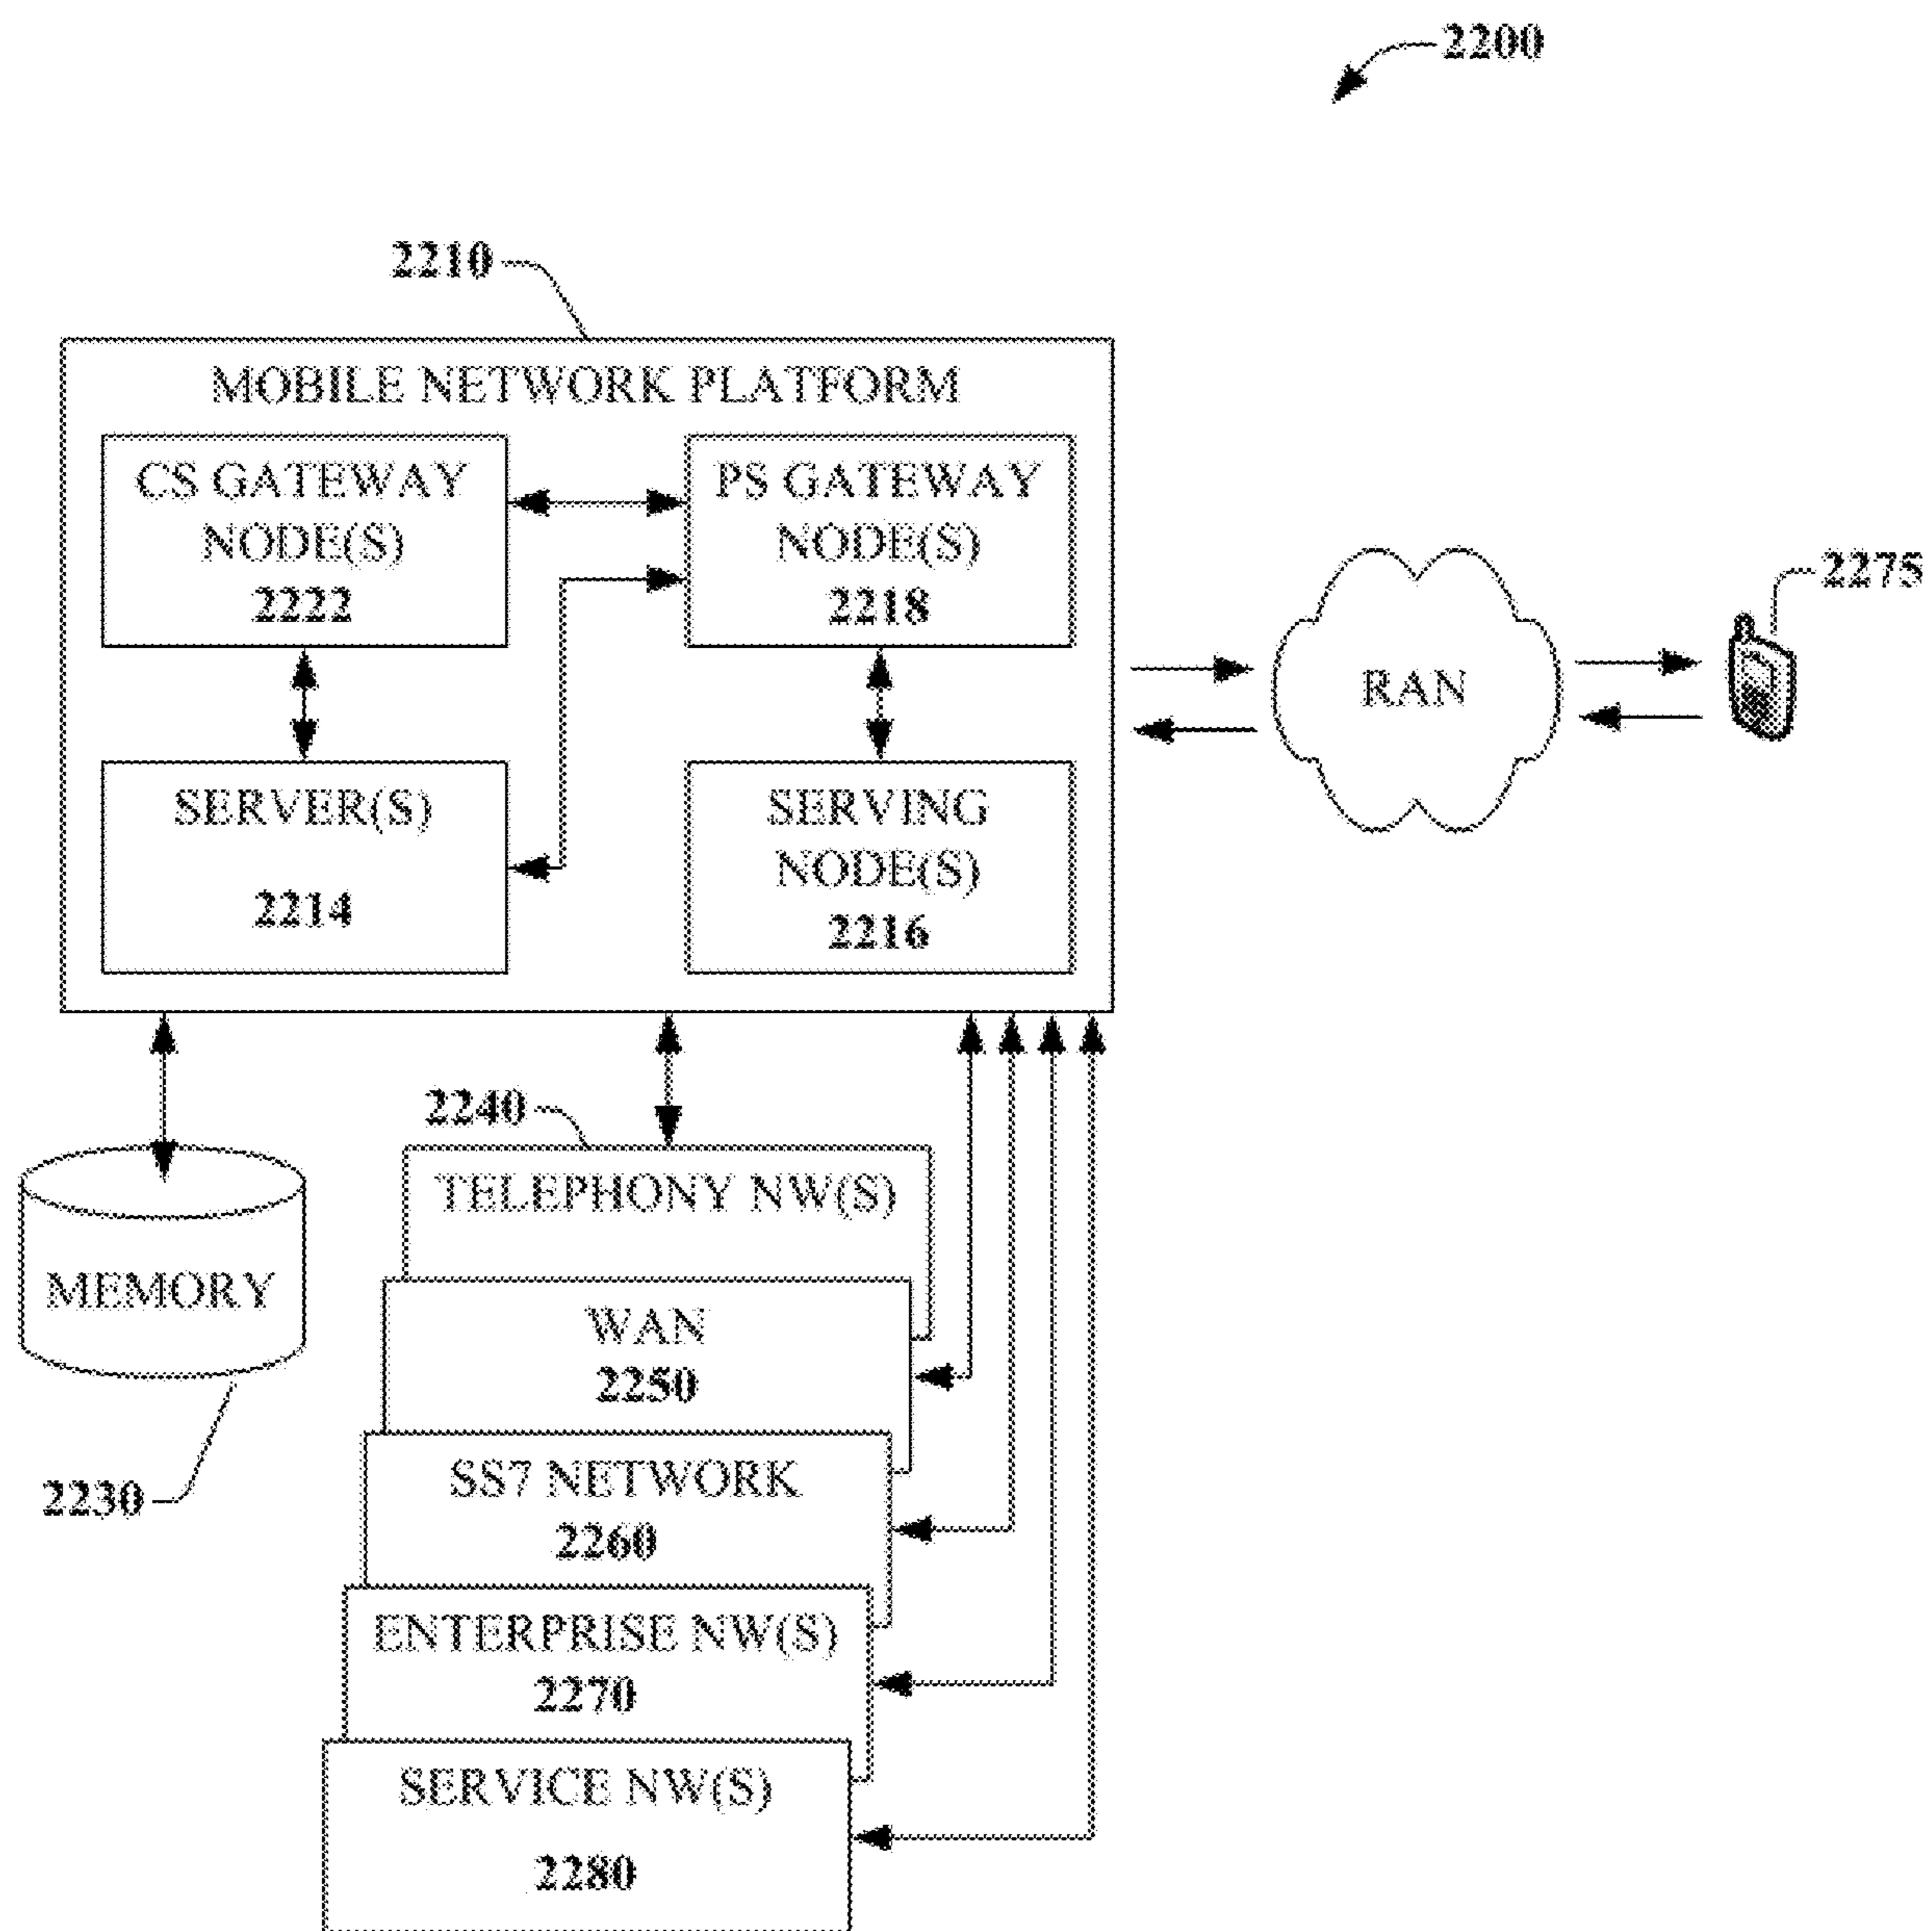 2200
2210
MOBILE NETWORK PLATFORM
CS GATEWAY
NODE(S)
2222
PS GATEWAY
NODE(S)
2218
SERVER(S)
2214
SERVING
NODE(S)
2216
RAN
2275
2240
TELEPHONY NW(S)
MEMORY
2230
WAN
2250
SS7 NETWORK
2260
ENTERPRISE NW(S)
2270
SERVICE NW(S)
2280